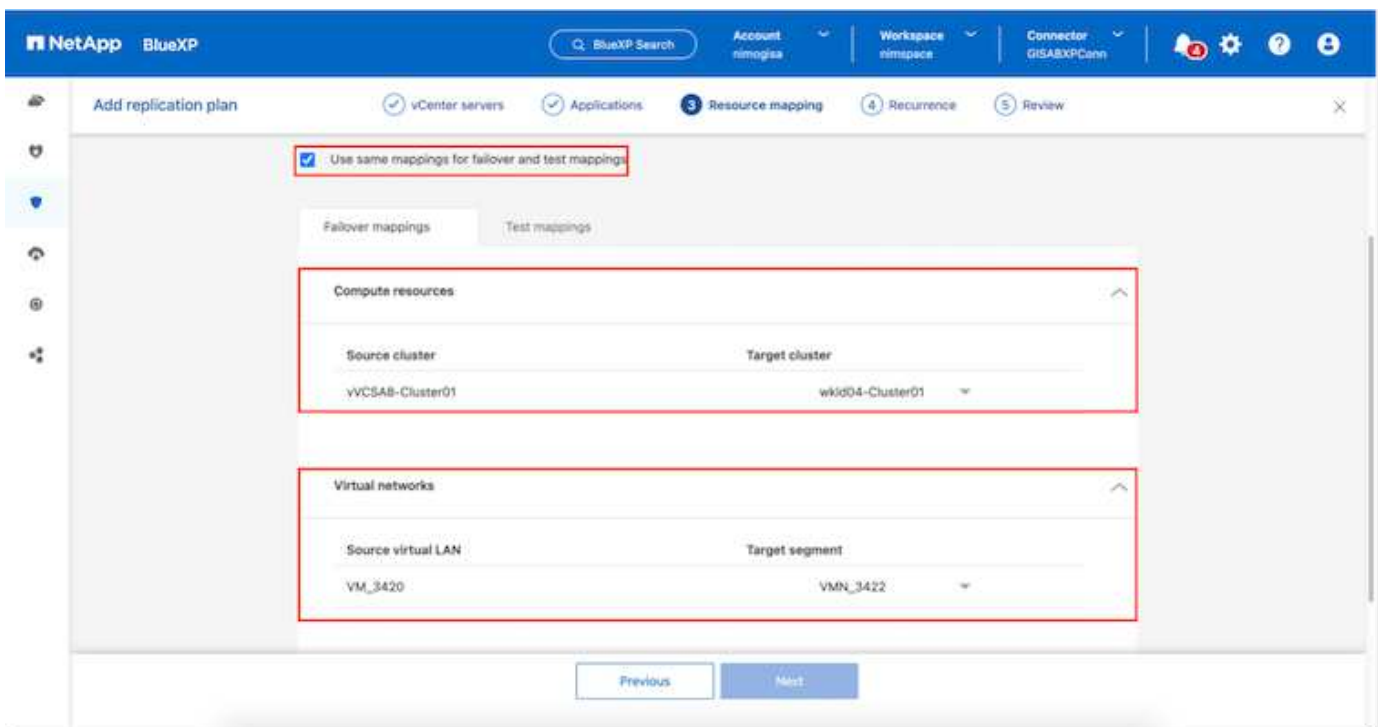 NetApp BlueXP
BlueXP Search
Account
nimogisa
Workspace
nimspace
Connector
GISABXPConn
4
Add replication plan
vCenter servers
Applications
3 Resource mapping
4 Recurrence
5 Review
Use same mappings for failover and test mappings
Failover mappings
Test mappings
Compute resources
Source cluster
Target cluster
vVCSA8-Cluster01
wkld04-Cluster01
Virtual networks
Source virtual LAN
Target segment
VM_3420
VMN_3422
Previous
Next